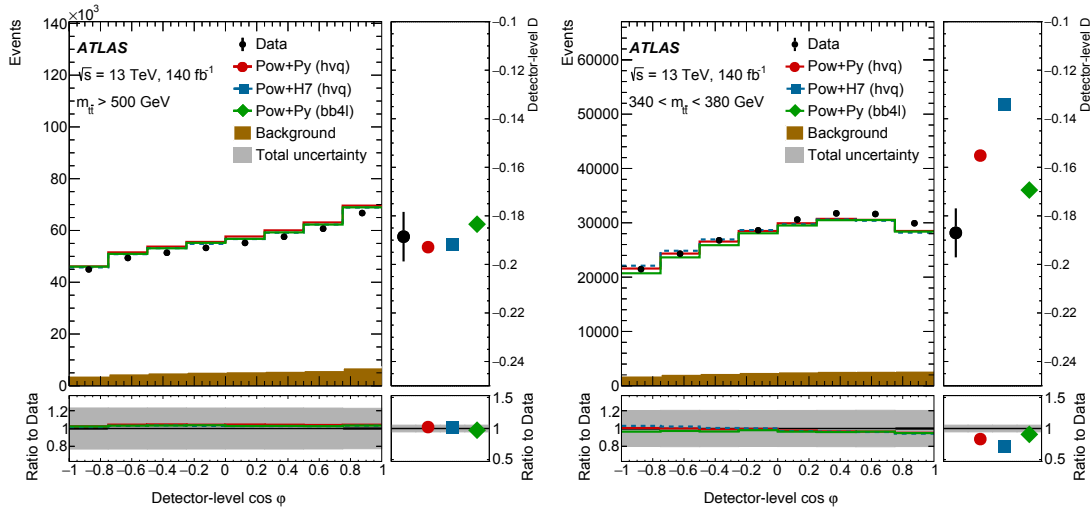 Events
140
×10³
120
100
80
60
40
20
0
ATLAS
√s = 13 TeV, 140 fb⁻¹
m_tt̄ > 500 GeV
Data
Pow+Py (hvq)
Pow+H7 (hvq)
Pow+Py (bb4l)
Background
Total uncertainty
Detector-level D
−0.1
−0.12
−0.14
−0.16
−0.18
−0.2
−0.22
−0.24
Ratio to Data
1.2
1
0.8
−1 −0.8 −0.6 −0.4 −0.2 0 0.2 0.4 0.6 0.8 1
Detector-level cos φ
Ratio to Data
1.5
1
0.5
Events
60000
50000
40000
30000
20000
10000
0
ATLAS
√s = 13 TeV, 140 fb⁻¹
340 < m_tt̄ < 380 GeV
Data
Pow+Py (hvq)
Pow+H7 (hvq)
Pow+Py (bb4l)
Background
Total uncertainty
Detector-level D
−0.1
−0.12
−0.14
−0.16
−0.18
−0.2
−0.22
−0.24
Ratio to Data
1.2
1
0.8
−1 −0.8 −0.6 −0.4 −0.2 0 0.2 0.4 0.6 0.8 1
Detector-level cos φ
Ratio to Data
1.5
1
0.5